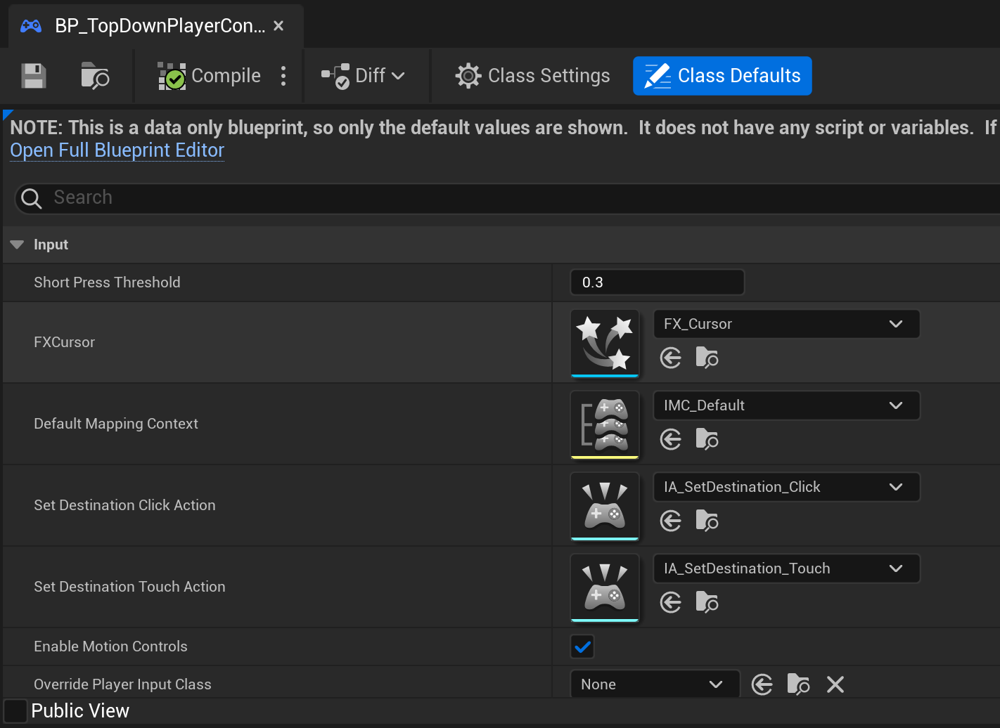 BP_TopDownPlayerCon...
Compile
Diff
Class Settings
Class Defaults
NOTE: This is a data only blueprint, so only the default values are shown.  It does not have any script or variables.  If
Open Full Blueprint Editor
Search
Input
Short Press Threshold
0.3
FXCursor
FX_Cursor
Default Mapping Context
IMC_Default
Set Destination Click Action
IA_SetDestination_Click
Set Destination Touch Action
IA_SetDestination_Touch
Enable Motion Controls
Override Player Input Class
None
Public View